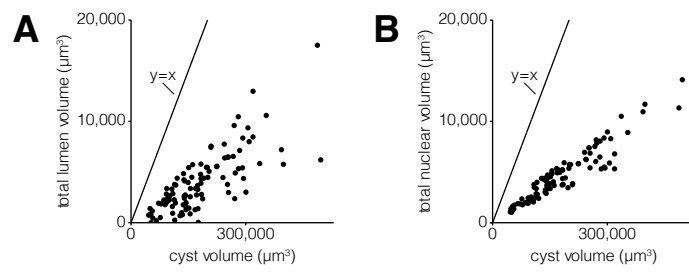 A
total lumen volume (µm³)
20,000
10,000
0
y=x
0
300,000
cyst volume (µm³)
B
total nuclear volume (µm³)
20,000
10,000
0
y=x
0
300,000
cyst volume (µm³)